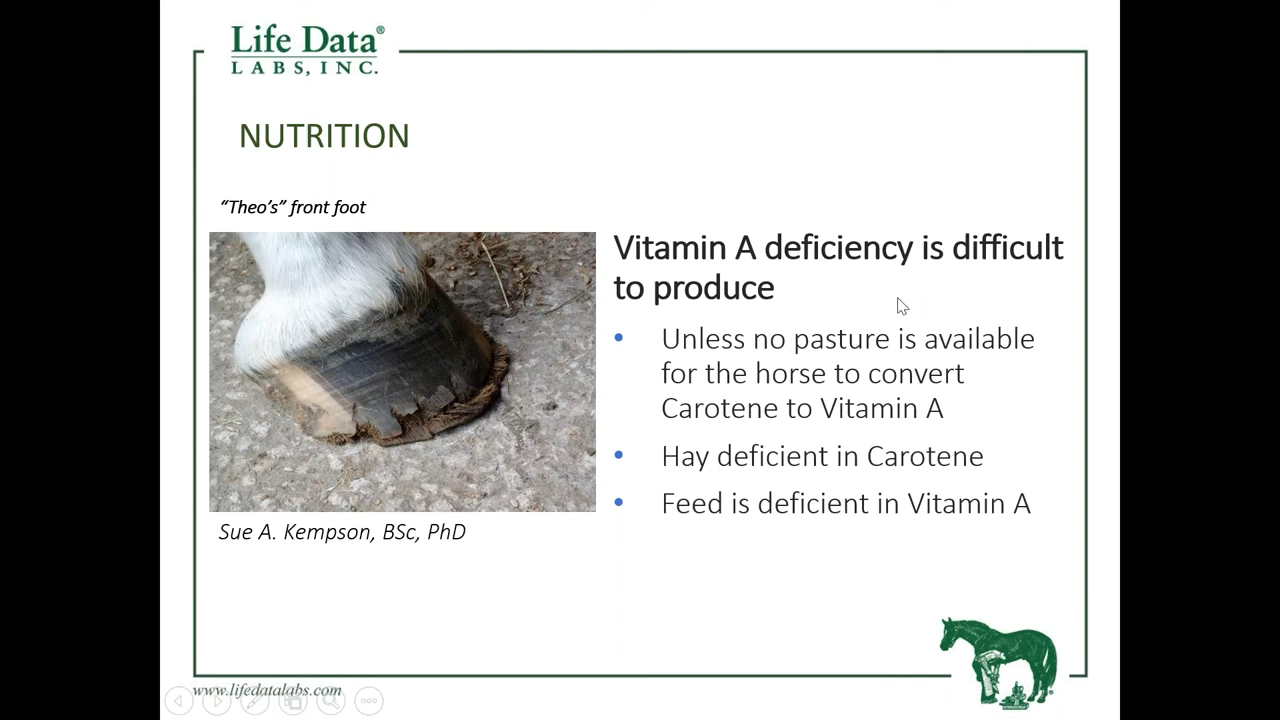 Life Data®
LABS, INC.
NUTRITION
“Theo’s” front foot
Vitamin A deficiency is difficult
to produce
• Unless no pasture is available
for the horse to convert
Carotene to Vitamin A
• Hay deficient in Carotene
• Feed is deficient in Vitamin A
Sue A. Kempson, BSc, PhD
www.lifedatalabs.com